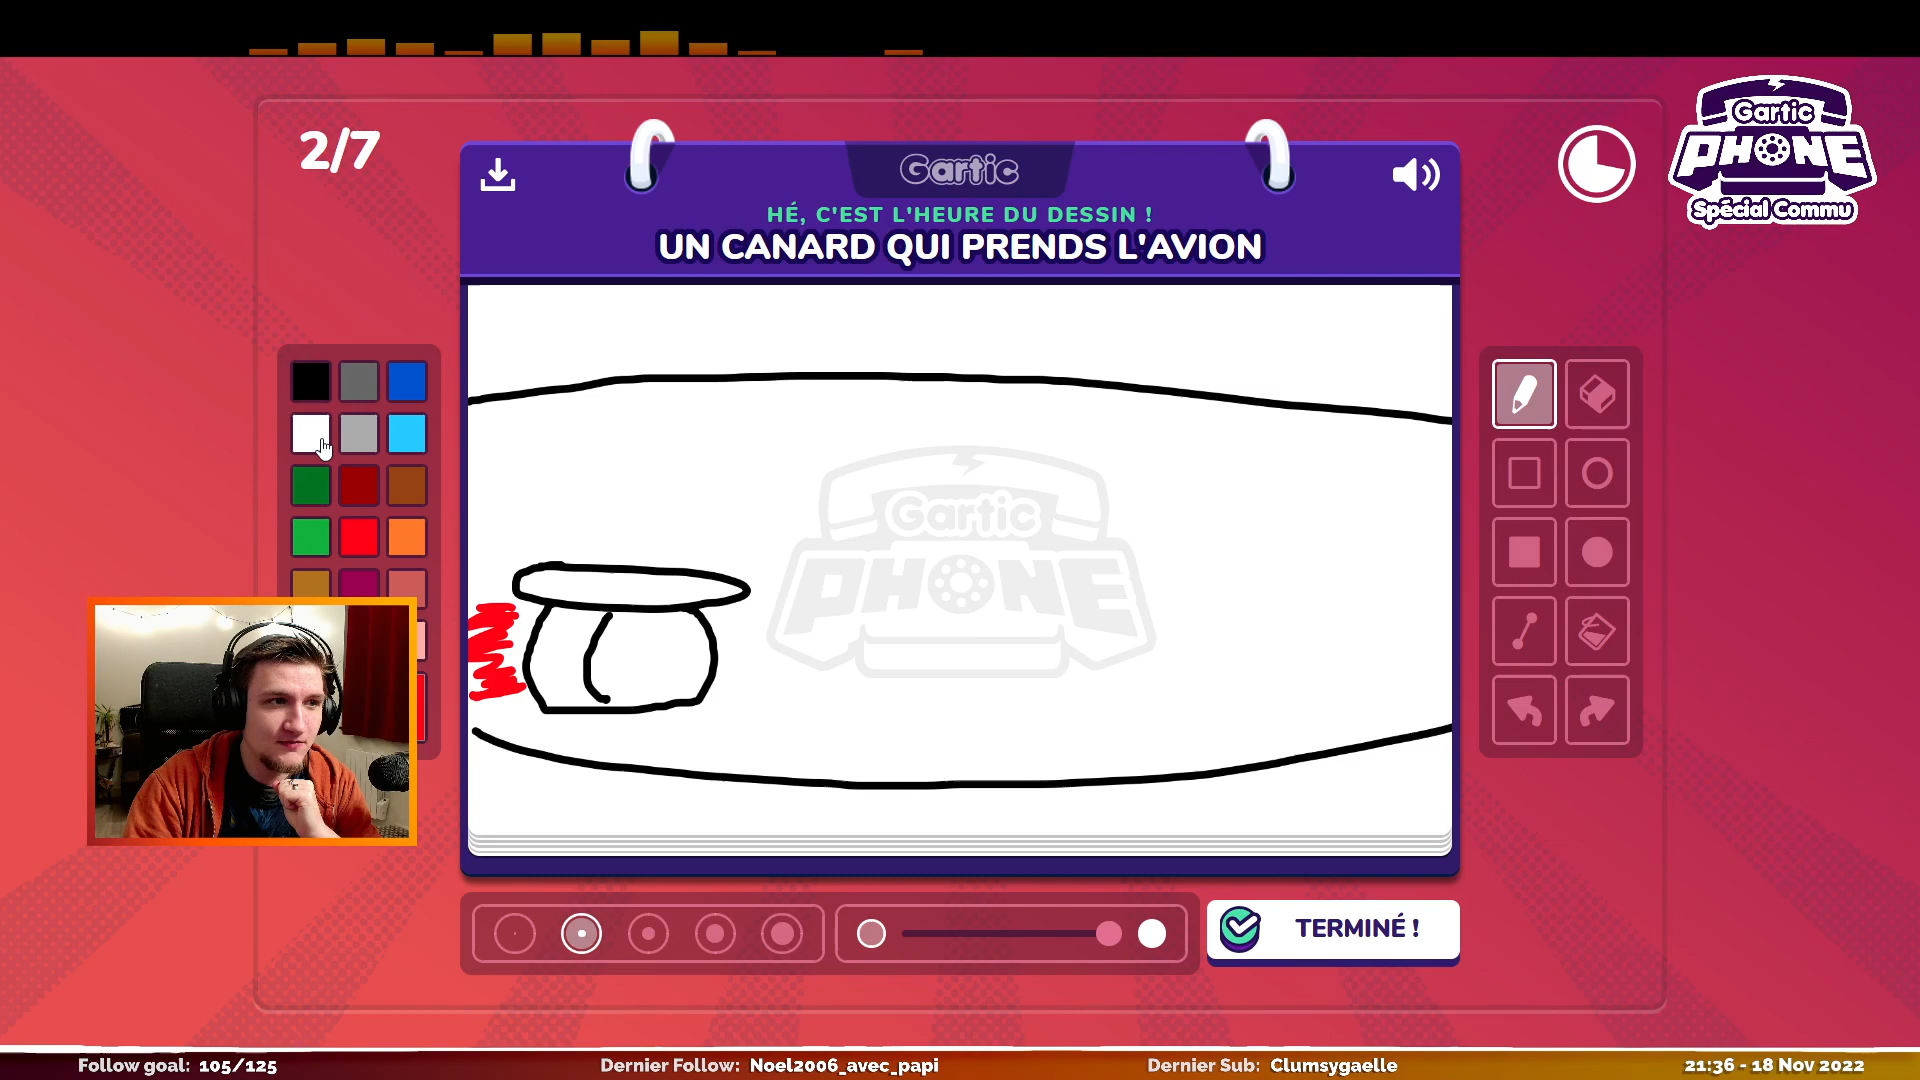 2/7
Gartic
HÉ, C'EST L'HEURE DU DESSIN !
UN CANARD QUI PRENDS L'AVION
Gartic
PHONE
Spécial Commu
Gartic
PHONE
TERMINÉ !
Follow goal: 105/125
Dernier Follow: Noel2006_avec_papi
Dernier Sub: Clumsygaelle
21:36 - 18 Nov 2022